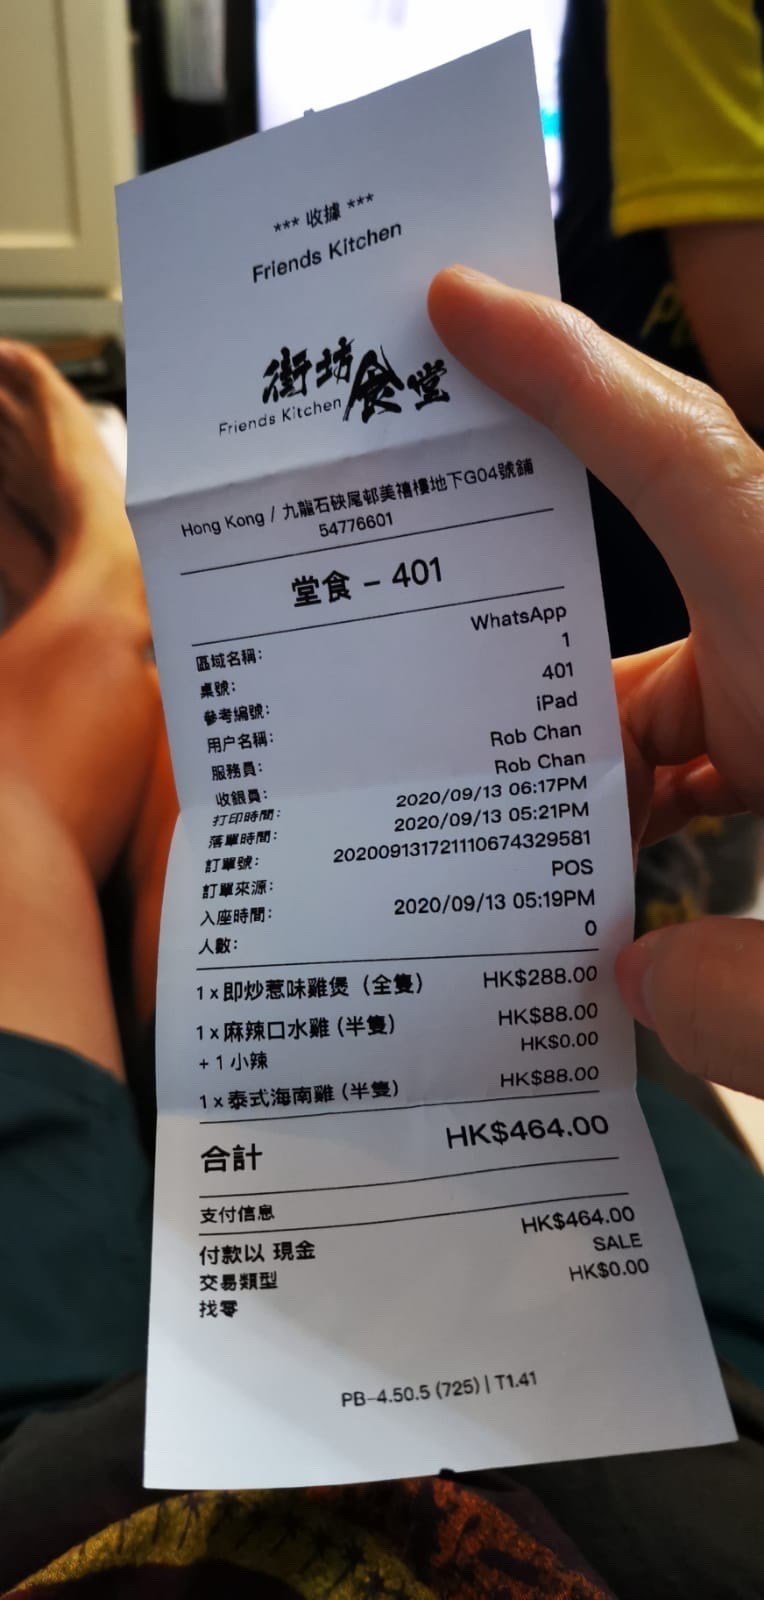 *** 收據 ***
Friends Kitchen
街坊食堂
Friends Kitchen
Hong Kong / 九龍石硤尾邨美禧樓地下G04號舖
54776601
堂食 – 401
區域名稱: WhatsApp
桌號: 1
參考編號: 401
用户名稱: iPad
服務員: Rob Chan
收銀員: Rob Chan
打印時間: 2020/09/13 06:17PM
落單時間: 2020/09/13 05:21PM
訂單號: 202009131721110674329581
訂單來源: POS
入座時間: 2020/09/13 05:19PM
人數: 0
1 x 即炒惹味雞煲（全隻） HK$288.00
1 x 麻辣口水雞 (半隻) HK$88.00
+ 1 小辣 HK$0.00
1 x 泰式海南雞 (半隻) HK$88.00
合計 HK$464.00
支付信息
付款以 現金 HK$464.00
交易類型 SALE
找零 HK$0.00
PB-4.50.5 (725) | T1.41